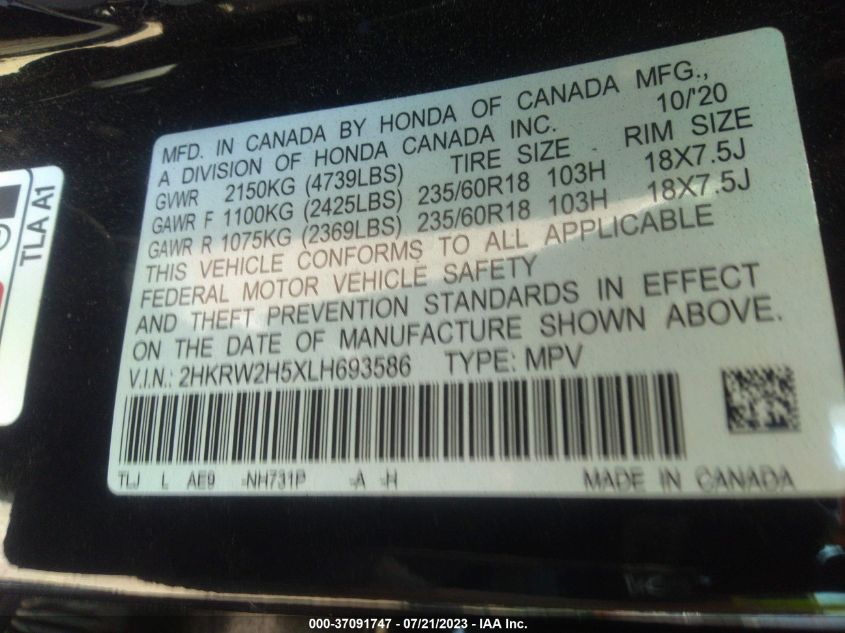 MFD. IN CANADA BY HONDA OF CANADA MFG.,
A DIVISION OF HONDA CANADA INC. 10/'20
GVWR 2150KG (4739LBS) TIRE SIZE RIM SIZE
GAWR F 1100KG (2425LBS) 235/60R18 103H 18X7.5J
GAWR R 1075KG (2369LBS) 235/60R18 103H 18X7.5J
THIS VEHICLE CONFORMS TO ALL APPLICABLE
FEDERAL MOTOR VEHICLE SAFETY
AND THEFT PREVENTION STANDARDS IN EFFECT
ON THE DATE OF MANUFACTURE SHOWN ABOVE.
V.I.N.: 2HKRW2H5XLH693586 TYPE: MPV
TLJ L AE9 -NH731P -A -H MADE IN CANADA
TLA A1
000-37091747 - 07/21/2023 - IAA Inc.